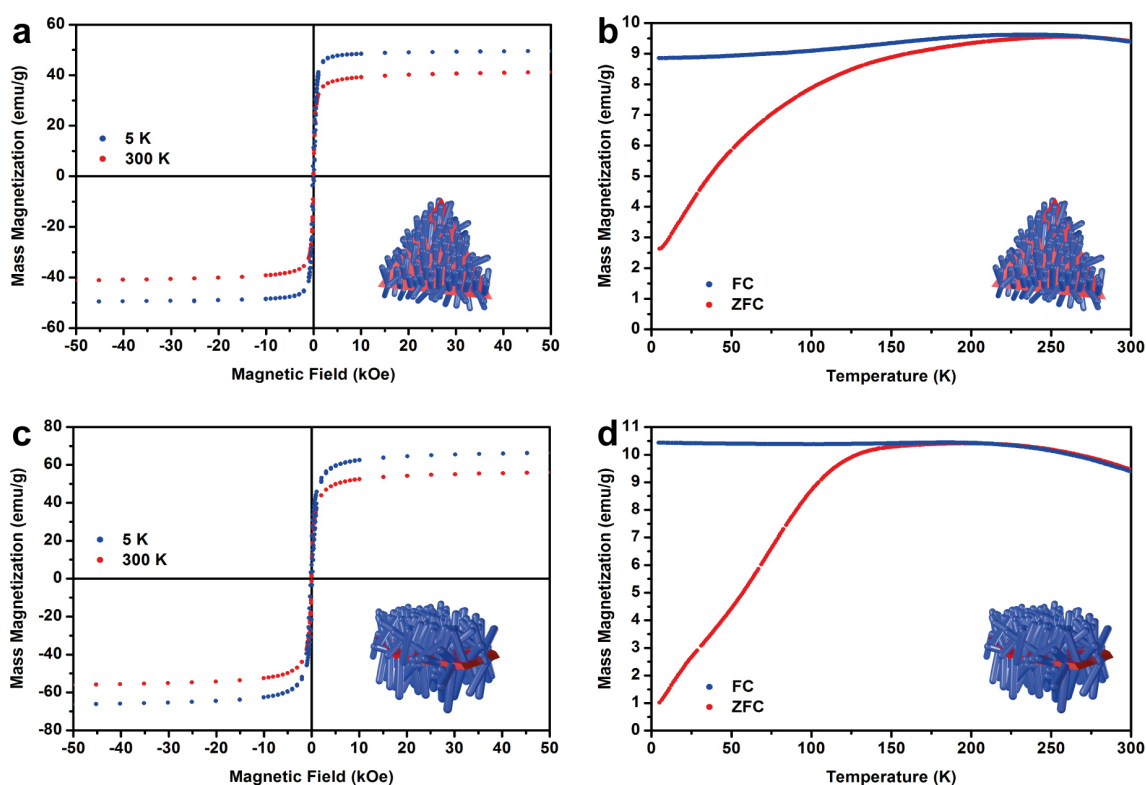 a
Mass Magnetization (emu/g)
60
40
20
0
-20
-40
-60
5 K
300 K
-50 -40 -30 -20 -10 0 10 20 30 40 50
Magnetic Field (kOe)
b
Mass Magnetization (emu/g)
10
9
8
7
6
5
4
3
2
1
0
FC
ZFC
0 50 100 150 200 250 300
Temperature (K)
c
Mass Magnetization (emu/g)
80
60
40
20
0
-20
-40
-60
-80
5 K
300 K
-50 -40 -30 -20 -10 0 10 20 30 40 50
Magnetic Field (kOe)
d
Mass Magnetization (emu/g)
11
10
9
8
7
6
5
4
3
2
1
0
FC
ZFC
0 50 100 150 200 250 300
Temperature (K)